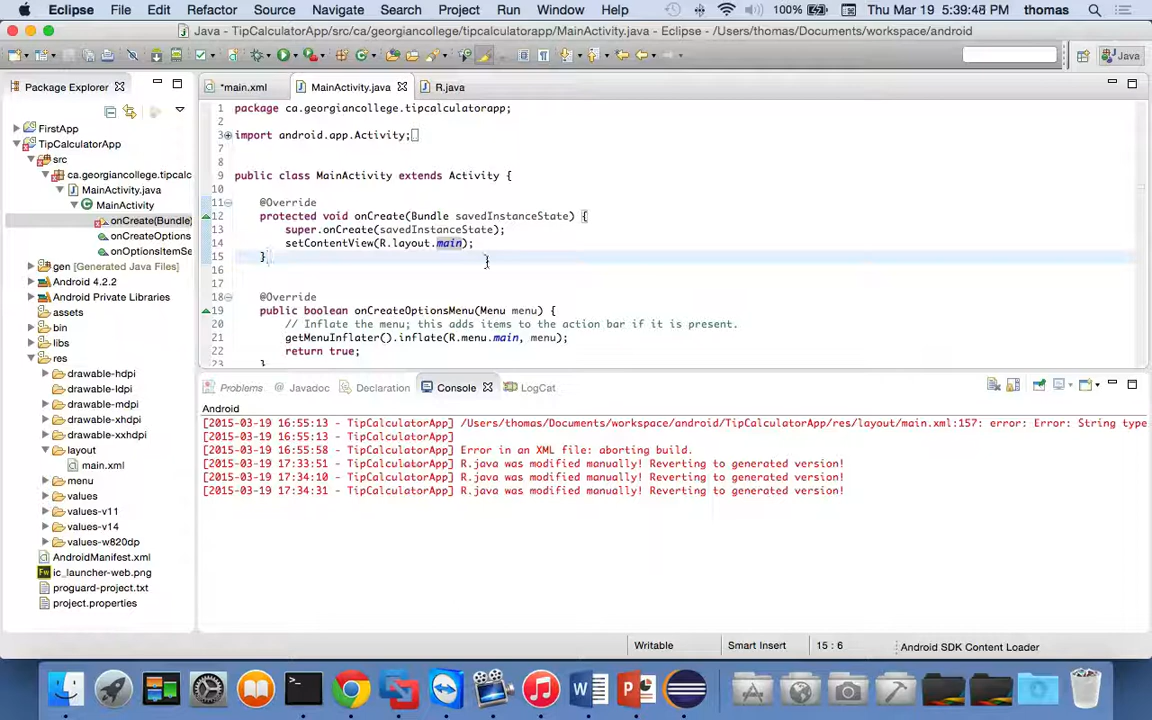 Eclipse File Edit Refactor Source Navigate Search Project Run Window Help 100% Thu Mar 19 5:39:48 PM thomas
Java - TipCalculatorApp/src/ca/georgiancollege/tipcalculatorapp/MainActivity.java - Eclipse - /Users/thomas/Documents/workspace/android
Java
Package Explorer
FirstApp
TipCalculatorApp
src
ca.georgiancollege.tipcalc
MainActivity.java
MainActivity
onCreate(Bundle)
onCreateOptions
onOptionsItemSe
gen [Generated Java Files]
Android 4.2.2
Android Private Libraries
assets
bin
libs
res
drawable-hdpi
drawable-ldpi
drawable-mdpi
drawable-xhdpi
drawable-xxhdpi
layout
main.xml
menu
values
values-v11
values-v14
values-w820dp
AndroidManifest.xml
ic_launcher-web.png
proguard-project.txt
project.properties
*main.xml MainActivity.java R.java
1 package ca.georgiancollege.tipcalculatorapp;
2
3 import android.app.Activity;
7
8
9 public class MainActivity extends Activity {
10
11 @Override
12 protected void onCreate(Bundle savedInstanceState) {
13 super.onCreate(savedInstanceState);
14 setContentView(R.layout.main);
15 }
16
17
18 @Override
19 public boolean onCreateOptionsMenu(Menu menu) {
20 // Inflate the menu; this adds items to the action bar if it is present.
21 getMenuInflater().inflate(R.menu.main, menu);
22 return true;
23 }
Problems @ Javadoc Declaration Console LogCat
Android
[2015-03-19 16:55:13 - TipCalculatorApp] /Users/thomas/Documents/workspace/android/TipCalculatorApp/res/layout/main.xml:157: error: Error: String type
[2015-03-19 16:55:13 - TipCalculatorApp]
[2015-03-19 16:55:58 - TipCalculatorApp] Error in an XML file: aborting build.
[2015-03-19 17:33:51 - TipCalculatorApp] R.java was modified manually! Reverting to generated version!
[2015-03-19 17:34:10 - TipCalculatorApp] R.java was modified manually! Reverting to generated version!
[2015-03-19 17:34:31 - TipCalculatorApp] R.java was modified manually! Reverting to generated version!
Writable Smart Insert 15 : 6 Android SDK Content Loader